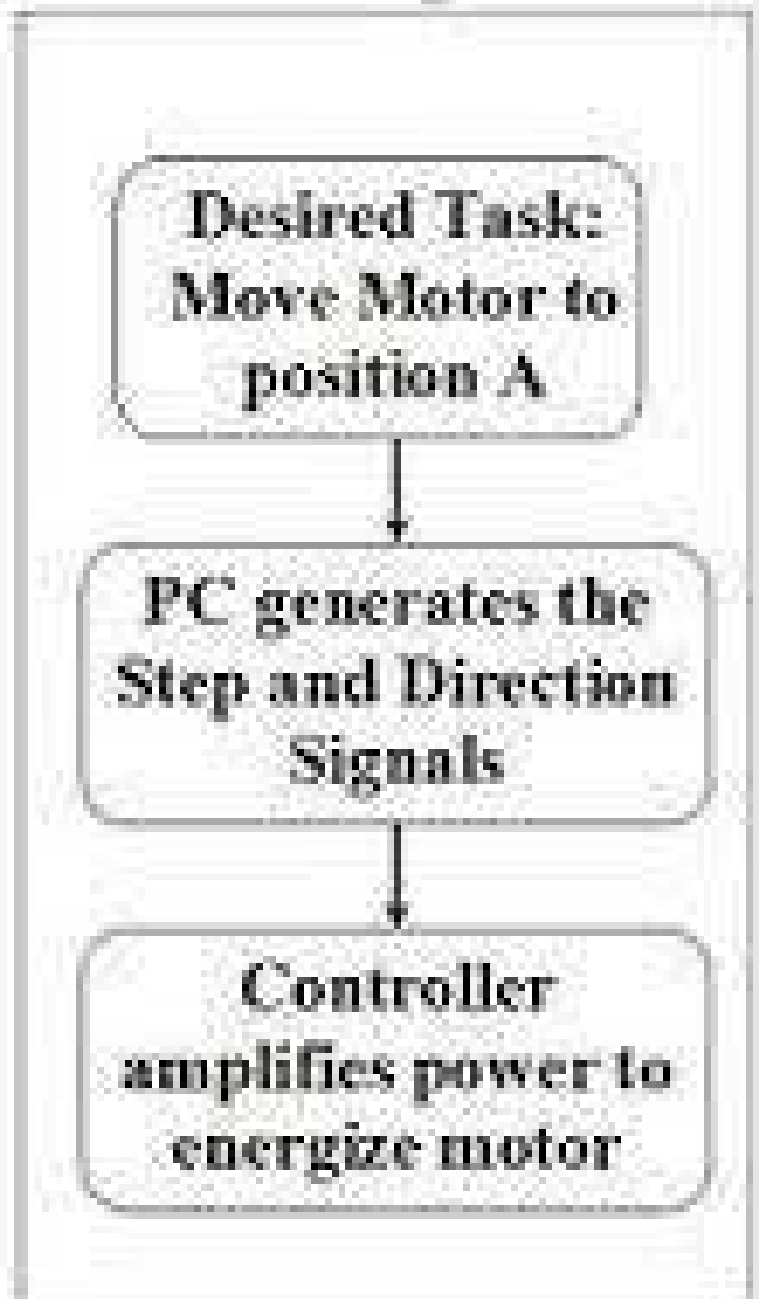 Desired Task:
Move Motor to
position A
PC generates the
Step and Direction
Signals
Controller
amplifies power to
energize motor